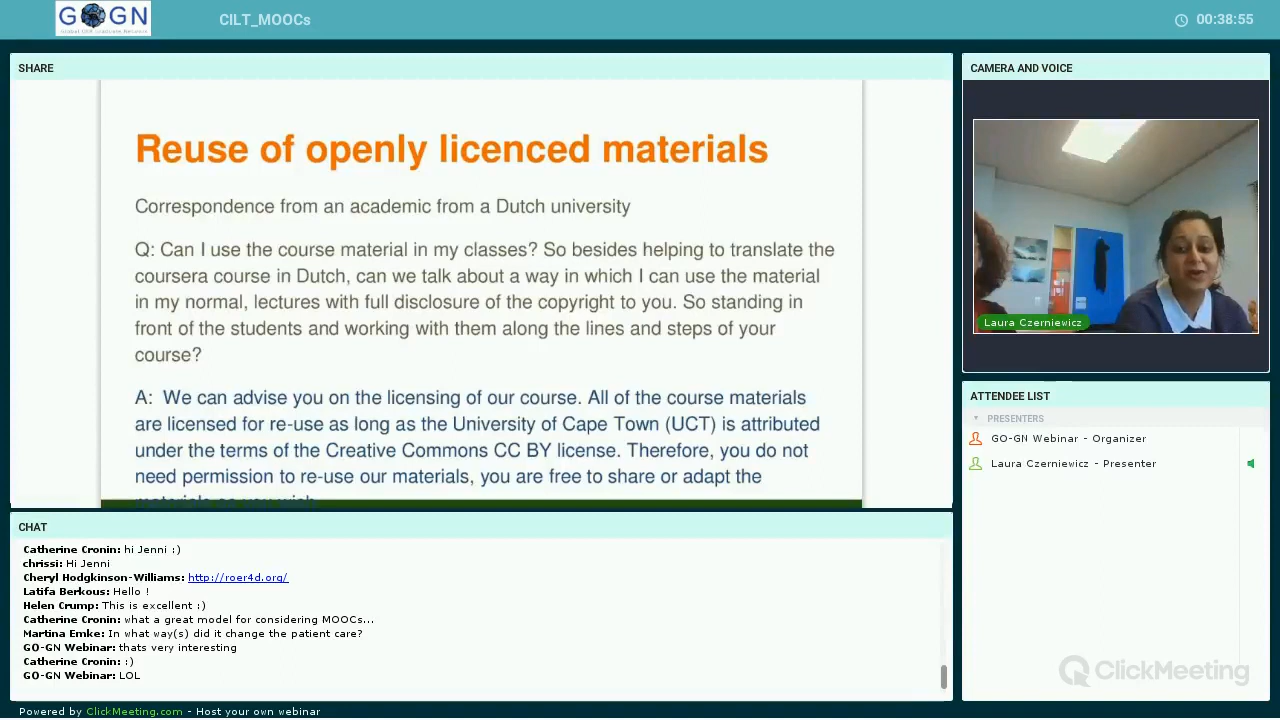 GOGN
CILT_MOOCs
00:38:55
SHARE
Reuse of openly licenced materials
Correspondence from an academic from a Dutch university
Q: Can I use the course material in my classes? So besides helping to translate the
coursera course in Dutch, can we talk about a way in which I can use the material
in my normal, lectures with full disclosure of the copyright to you. So standing in
front of the students and working with them along the lines and steps of your
course?
A: We can advise you on the licensing of our course. All of the course materials
are licensed for re-use as long as the University of Cape Town (UCT) is attributed
under the terms of the Creative Commons CC BY license. Therefore, you do not
need permission to re-use our materials, you are free to share or adapt the
materials as you wish
CAMERA AND VOICE
Laura Czerniewicz
ATTENDEE LIST
PRESENTERS
GO-GN Webinar - Organizer
Laura Czerniewicz - Presenter
ClickMeeting
CHAT
Catherine Cronin: hi Jenni :)
chrissi: Hi Jenni
Cheryl Hodgkinson-Williams: http://roer4d.org/
Latifa Berkous: Hello !
Helen Crump: This is excellent :)
Catherine Cronin: what a great model for considering MOOCs...
Martina Emke: In what way(s) did it change the patient care?
GO-GN Webinar: thats very interesting
Catherine Cronin: :)
GO-GN Webinar: LOL
Powered by ClickMeeting.com - Host your own webinar